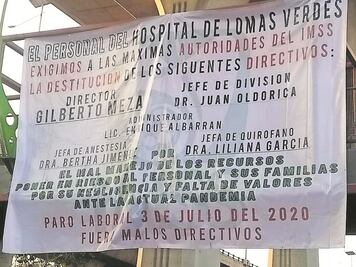 EL PERSONAL DEL HOSPITAL DE LOMAS VERDES
EXIGIMOS A LAS MAXIMAS AUTORIDADES DEL IMSS
LA DESTITUCION DE LOS SIGUIENTES DIRECTIVOS:
DIRECTOR
GILBERTO MEZA
JEFE DE DIVISION
DR. JUAN OLDORICA
ADMINISTRADOR
LIC. ENRIQUE ALBARRAN
JEFA DE ANESTESIA
DRA. BERTHA JIMENEZ
JEFA DE QUIROFANO
DRA. LILIANA GARCIA
POR
EL MAL MANEJO DE LOS RECURSOS
PONER EN RIESGO AL PERSONAL Y SUS FAMILIAS
POR SU NEGLIGENCIA Y FALTA DE VALORES
ANTE LA ACTUAL PANDEMIA
PARO LABORAL 3 DE JULIO DEL 2020
FUERA MALOS DIRECTIVOS